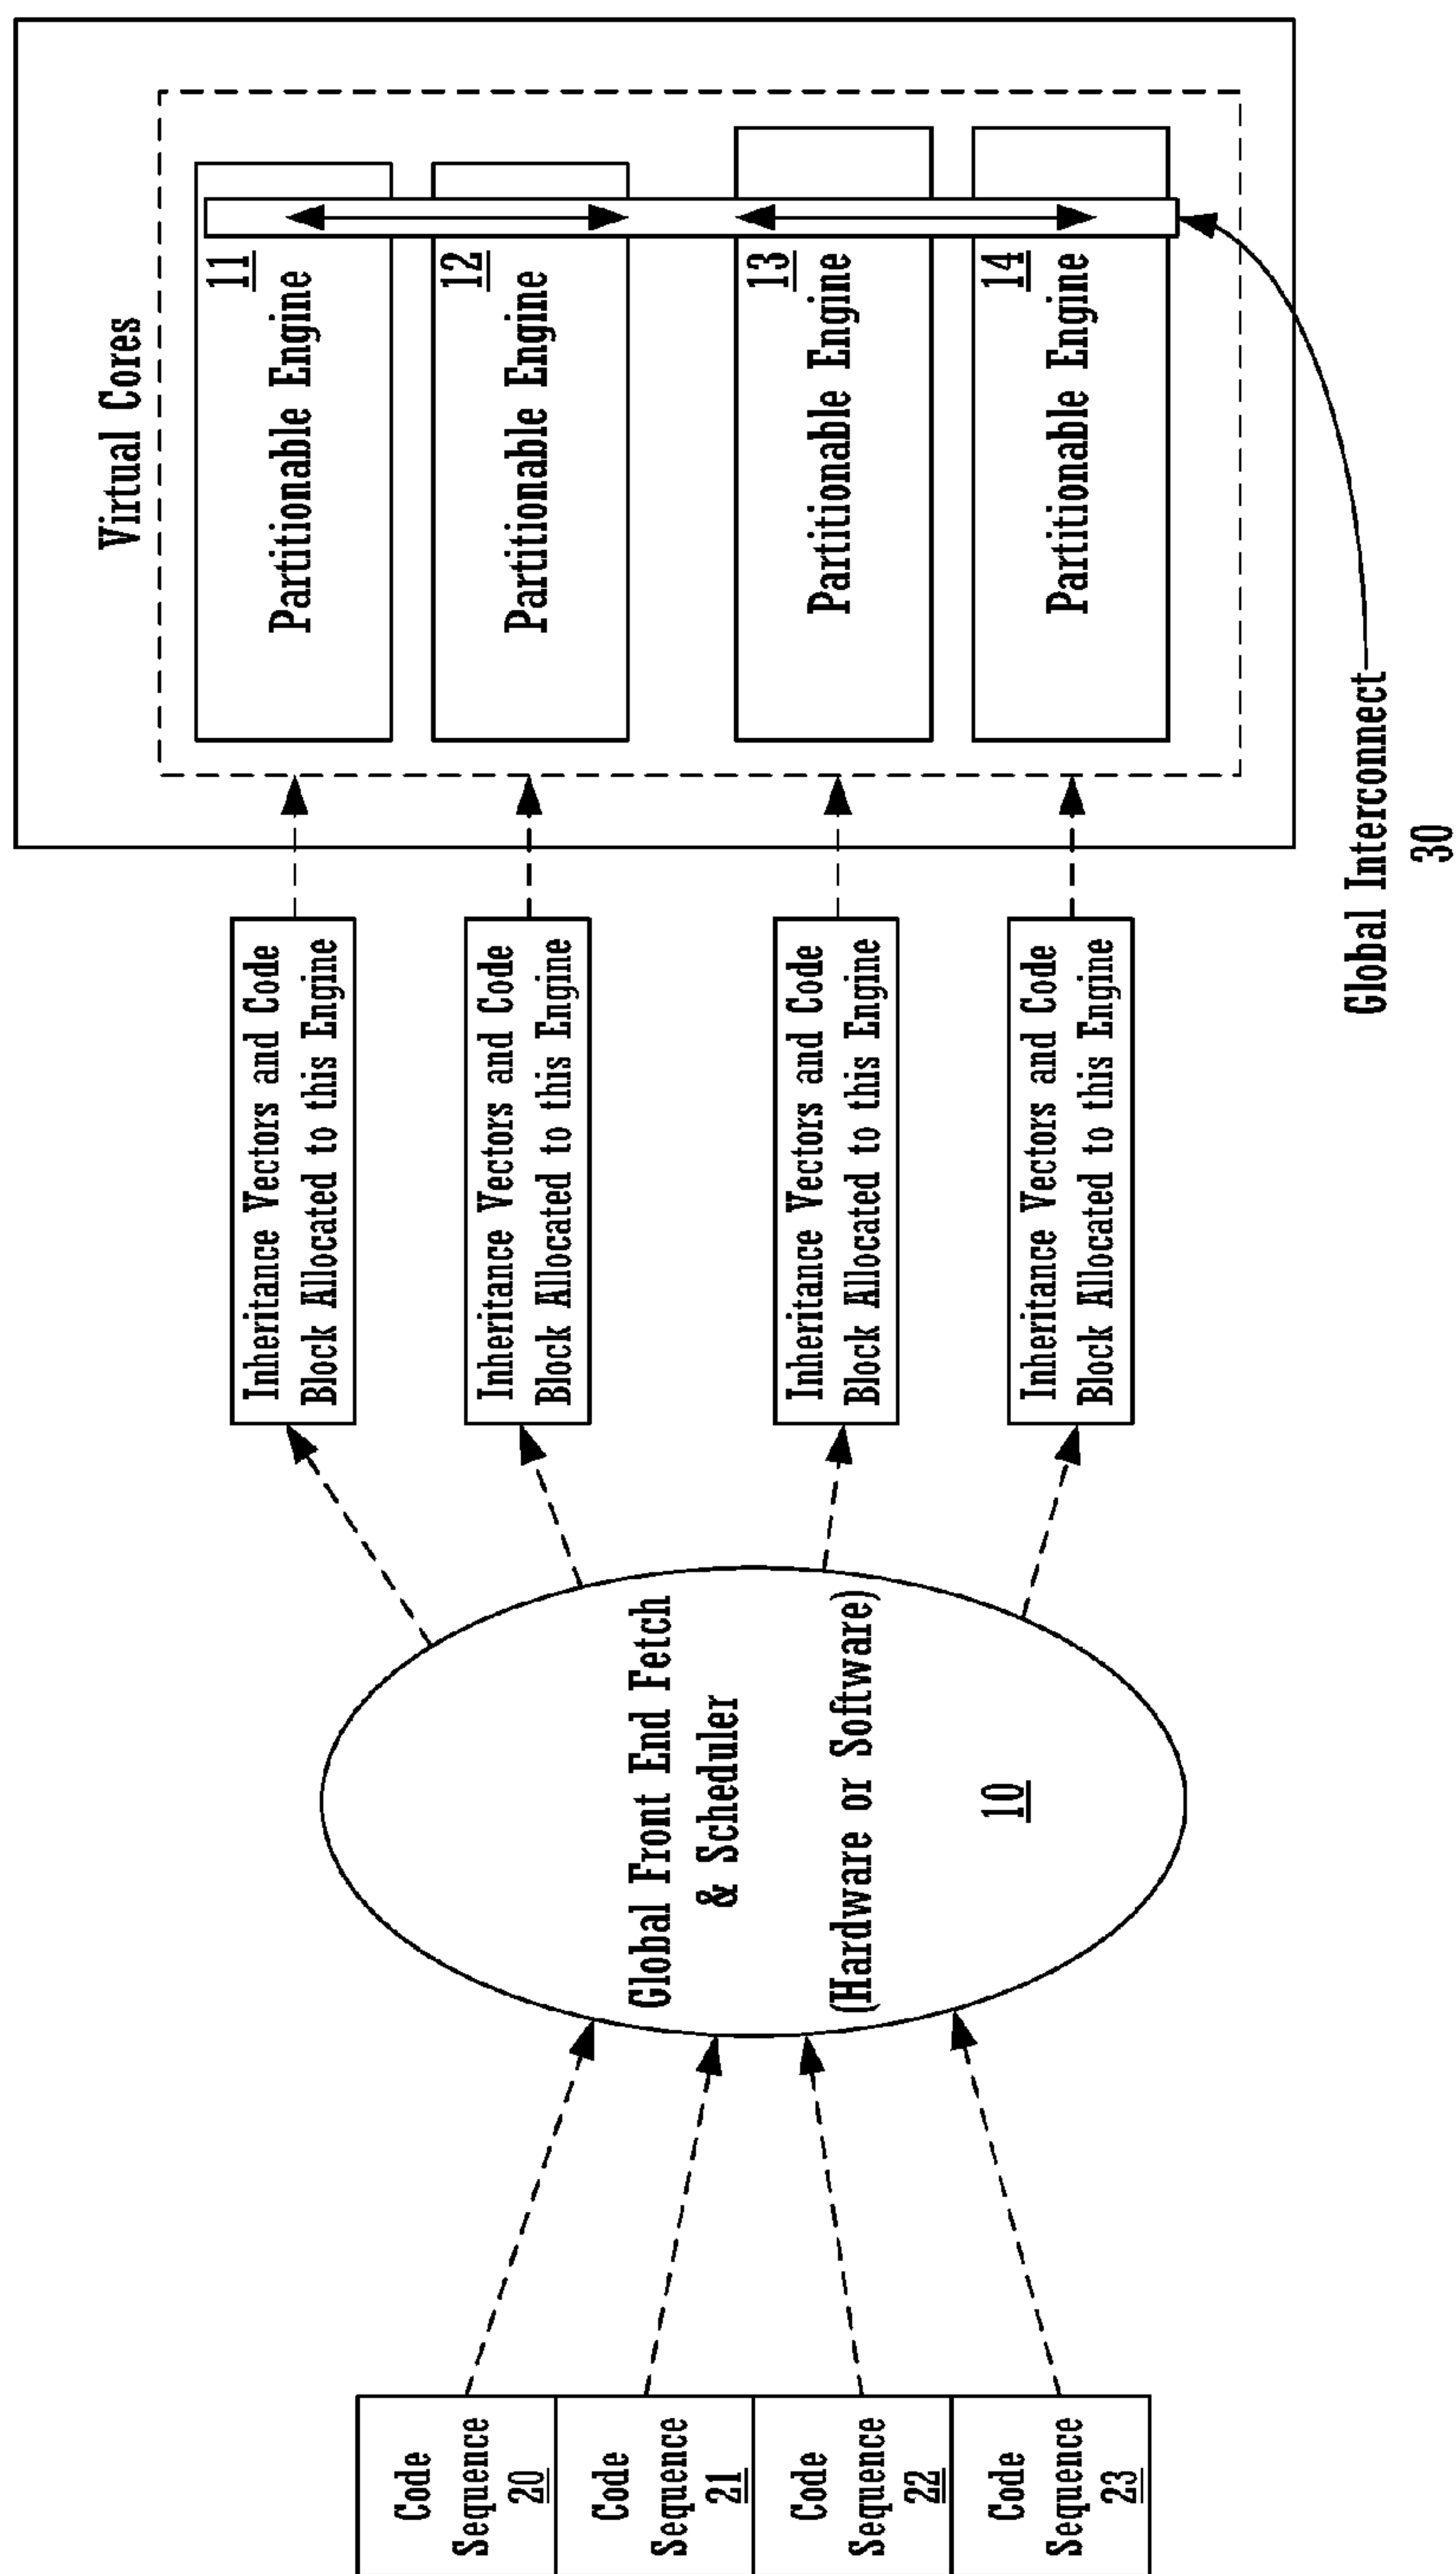 Code
Sequence
20
Code
Sequence
21
Code
Sequence
22
Code
Sequence
23
Global Front End Fetch
& Scheduler
(Hardware or Software)
10
Inheritance Vectors and Code
Block Allocated to this Engine
Inheritance Vectors and Code
Block Allocated to this Engine
Inheritance Vectors and Code
Block Allocated to this Engine
Inheritance Vectors and Code
Block Allocated to this Engine
Virtual Cores
11
Partitionable Engine
12
Partitionable Engine
13
Partitionable Engine
14
Partitionable Engine
Global Interconnect
30